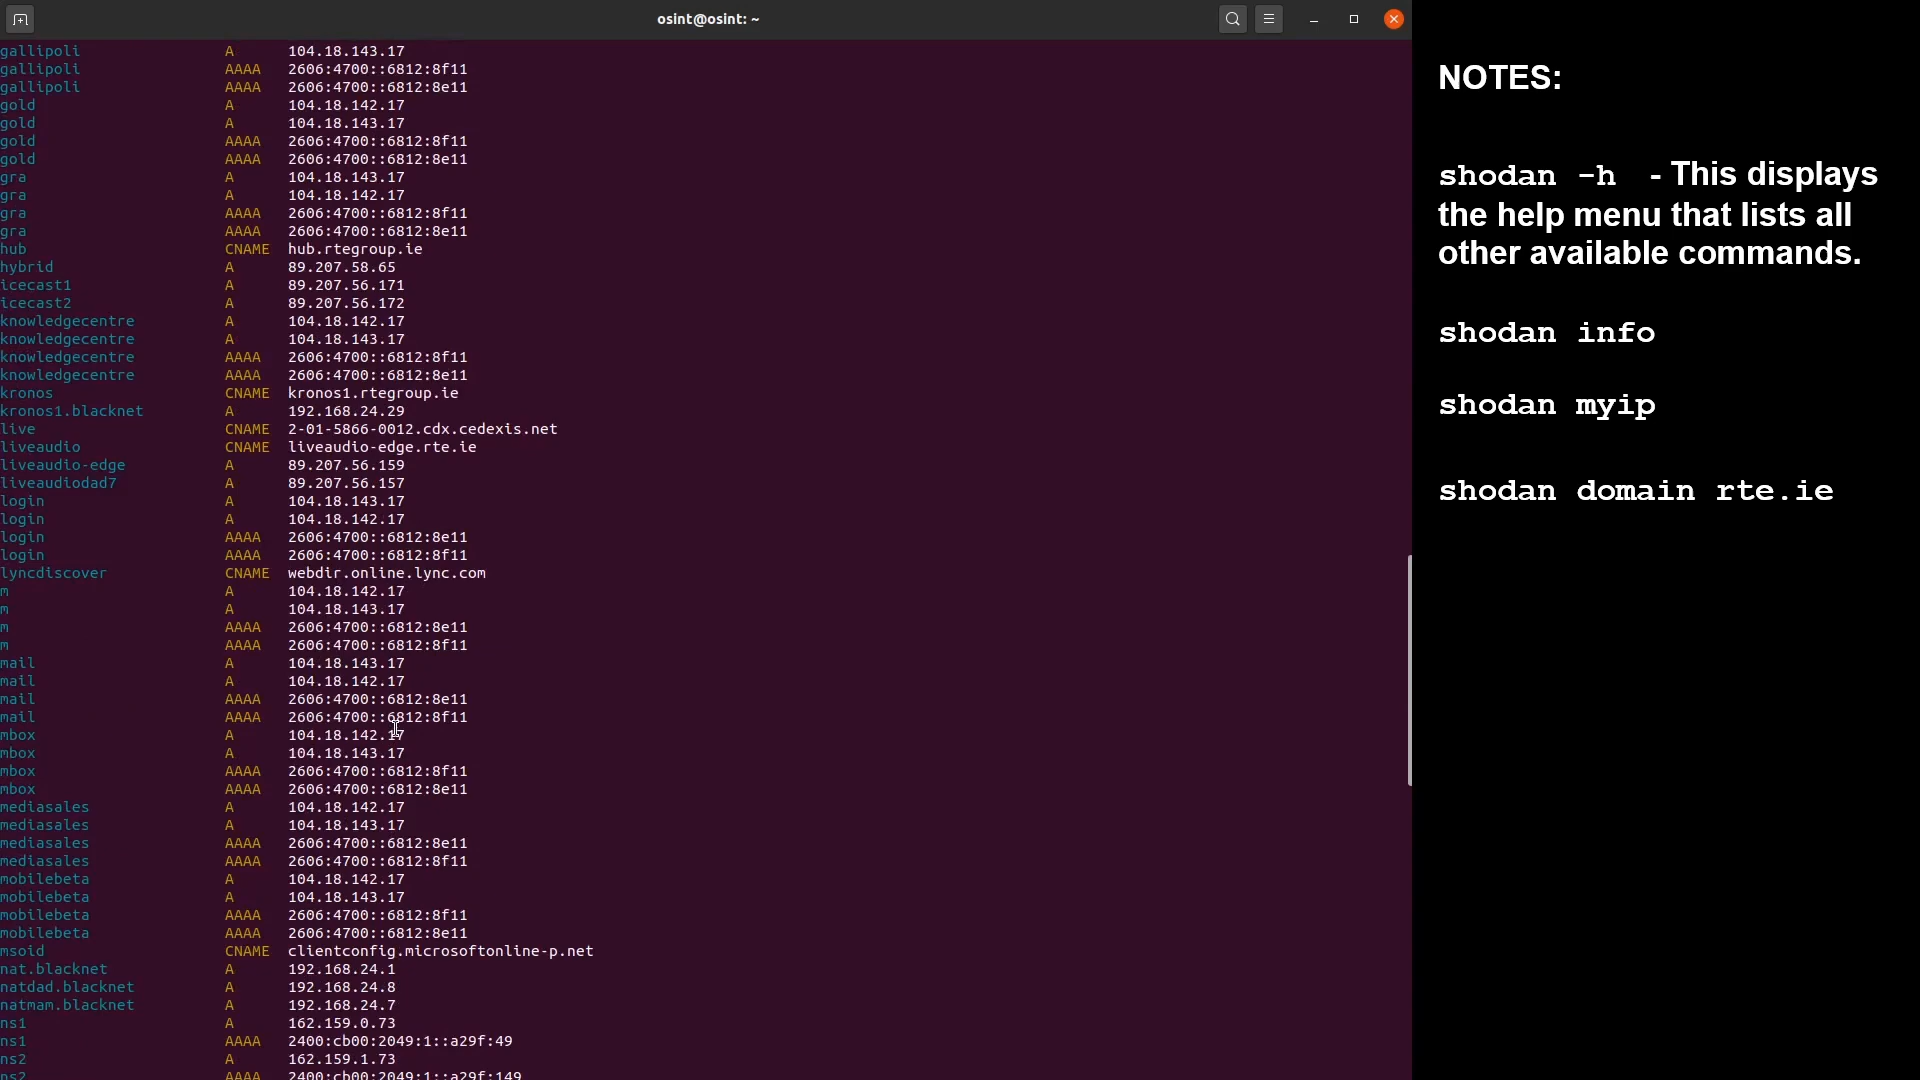 osint@osint: ~
gallipoli A 104.18.143.17
gallipoli AAAA 2606:4700::6812:8f11
gallipoli AAAA 2606:4700::6812:8e11
gold A 104.18.142.17
gold A 104.18.143.17
gold AAAA 2606:4700::6812:8f11
gold AAAA 2606:4700::6812:8e11
gra A 104.18.143.17
gra A 104.18.142.17
gra AAAA 2606:4700::6812:8f11
gra AAAA 2606:4700::6812:8e11
hub CNAME hub.rtegroup.ie
hybrid A 89.207.58.65
icecast1 A 89.207.56.171
icecast2 A 89.207.56.172
knowledgecentre A 104.18.142.17
knowledgecentre A 104.18.143.17
knowledgecentre AAAA 2606:4700::6812:8f11
knowledgecentre AAAA 2606:4700::6812:8e11
kronos CNAME kronos1.rtegroup.ie
kronos1.blacknet A 192.168.24.29
live CNAME 2-01-5866-0012.cdx.cedexis.net
liveaudio CNAME liveaudio-edge.rte.ie
liveaudio-edge A 89.207.56.159
liveaudiodad7 A 89.207.56.157
login A 104.18.143.17
login A 104.18.142.17
login AAAA 2606:4700::6812:8e11
login AAAA 2606:4700::6812:8f11
lyncdiscover CNAME webdir.online.lync.com
m A 104.18.142.17
m A 104.18.143.17
m AAAA 2606:4700::6812:8e11
m AAAA 2606:4700::6812:8f11
mail A 104.18.143.17
mail A 104.18.142.17
mail AAAA 2606:4700::6812:8e11
mail AAAA 2606:4700::6812:8f11
mbox A 104.18.142.17
mbox A 104.18.143.17
mbox AAAA 2606:4700::6812:8f11
mbox AAAA 2606:4700::6812:8e11
mediasales A 104.18.142.17
mediasales A 104.18.143.17
mediasales AAAA 2606:4700::6812:8e11
mediasales AAAA 2606:4700::6812:8f11
mobilebeta A 104.18.142.17
mobilebeta A 104.18.143.17
mobilebeta AAAA 2606:4700::6812:8f11
mobilebeta AAAA 2606:4700::6812:8e11
msoid CNAME clientconfig.microsoftonline-p.net
nat.blacknet A 192.168.24.1
natdad.blacknet A 192.168.24.8
natmam.blacknet A 192.168.24.7
ns1 A 162.159.0.73
ns1 AAAA 2400:cb00:2049:1::a29f:49
ns2 A 162.159.1.73
ns2 AAAA 2400:cb00:2049:1::a29f:149
NOTES:
shodan -h - This displays
the help menu that lists all
other available commands.
shodan info
shodan myip
shodan domain rte.ie